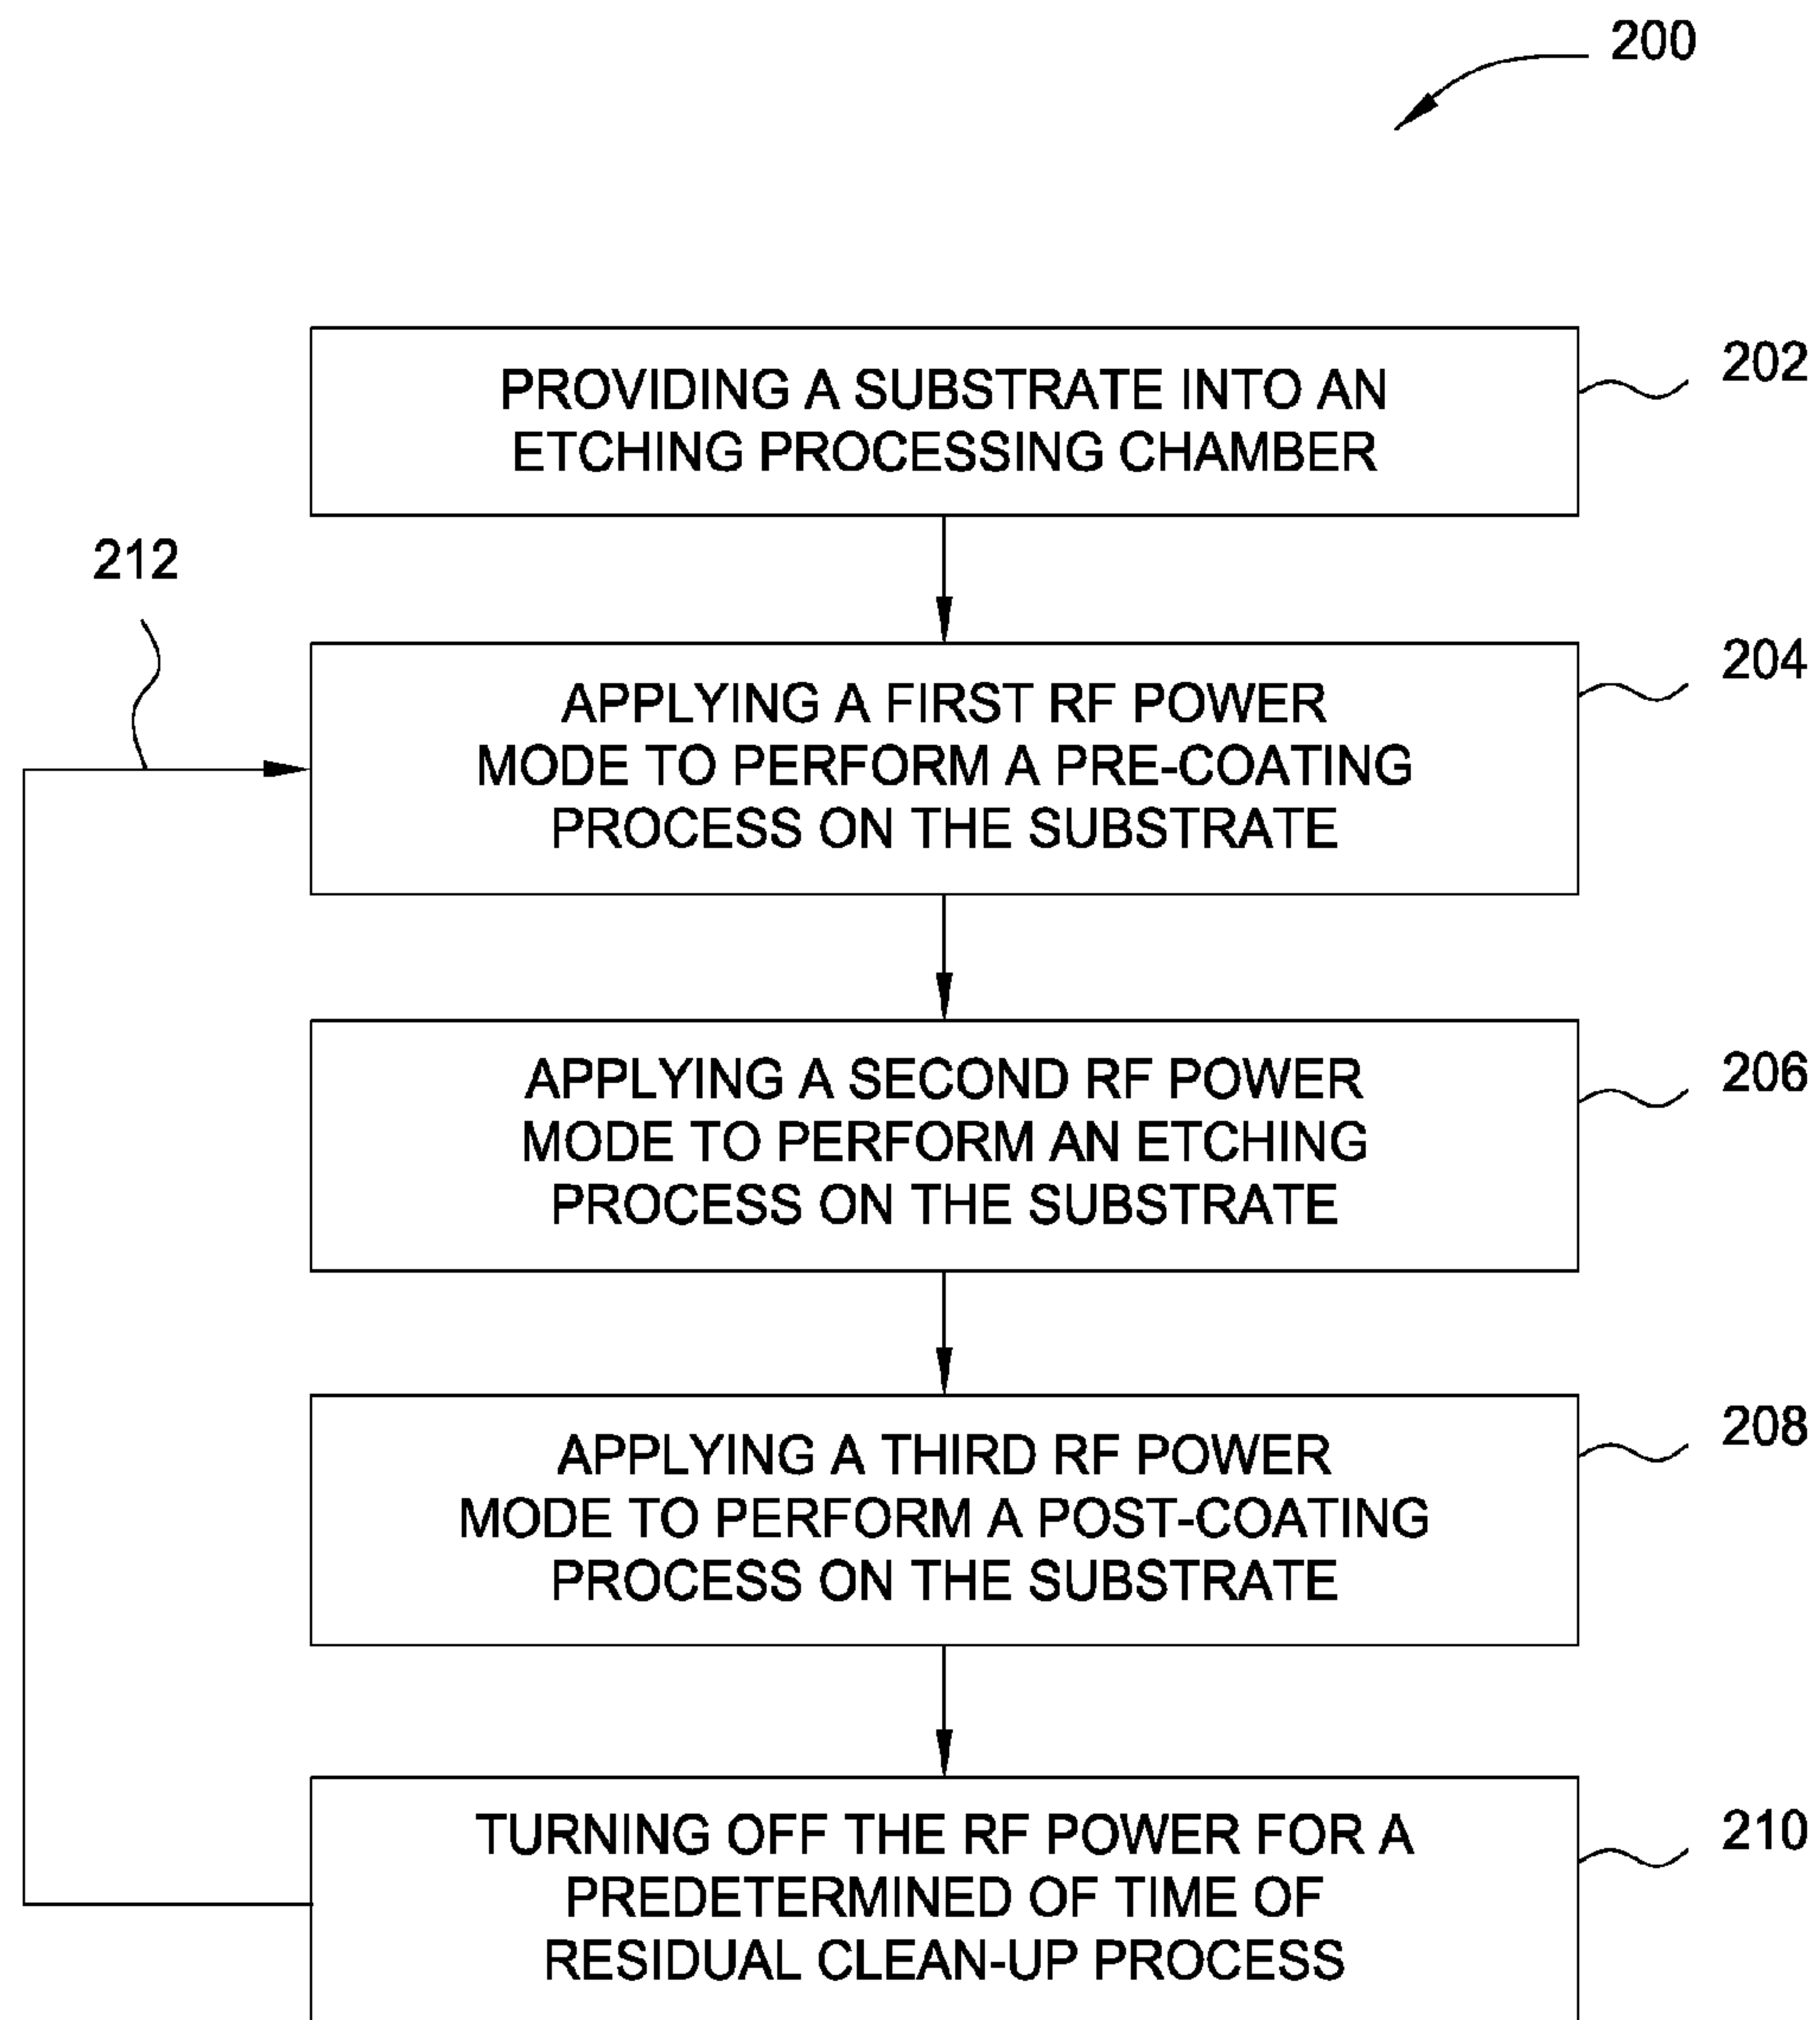 200
PROVIDING A SUBSTRATE INTO AN
ETCHING PROCESSING CHAMBER
202
212
APPLYING A FIRST RF POWER
MODE TO PERFORM A PRE-COATING
PROCESS ON THE SUBSTRATE
204
APPLYING A SECOND RF POWER
MODE TO PERFORM AN ETCHING
PROCESS ON THE SUBSTRATE
206
APPLYING A THIRD RF POWER
MODE TO PERFORM A POST-COATING
PROCESS ON THE SUBSTRATE
208
TURNING OFF THE RF POWER FOR A
PREDETERMINED OF TIME OF
RESIDUAL CLEAN-UP PROCESS
210